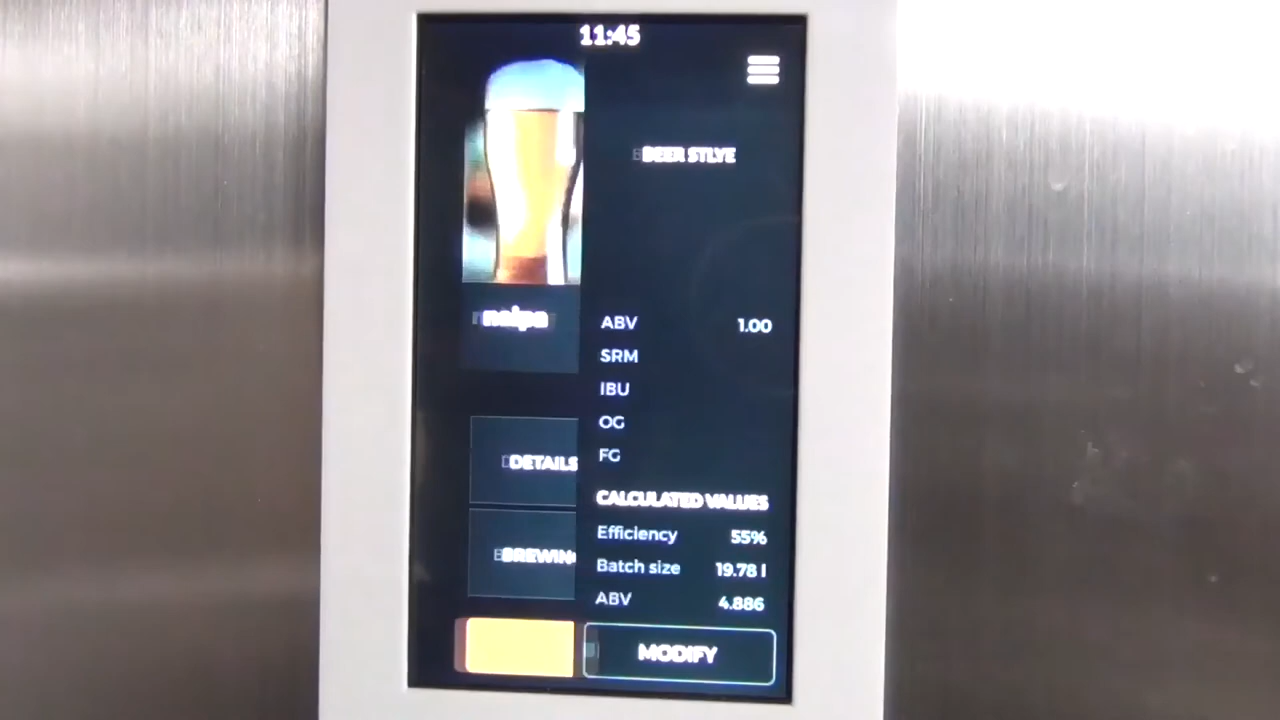 11:45
BEER STLYE
neipa
ABV 1.00
SRM
IBU
OG
FG
DETAILS
CALCULATED VALUES
Efficiency 55%
BREWING
Batch size 19.78 l
ABV 4.886
MODIFY